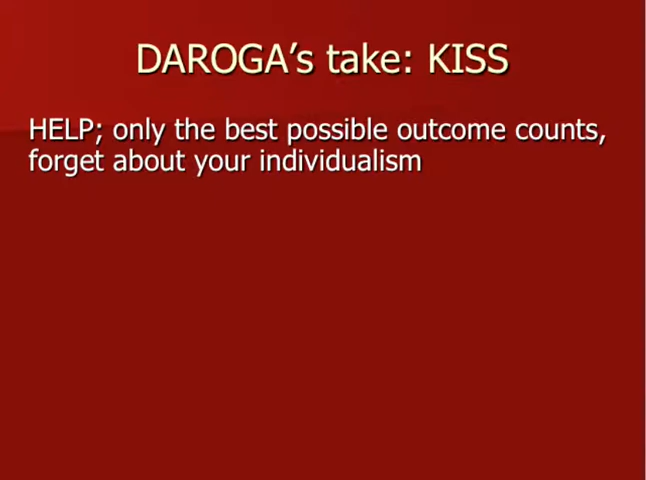 DAROGA's take: KISS
HELP; only the best possible outcome counts,
forget about your individualism